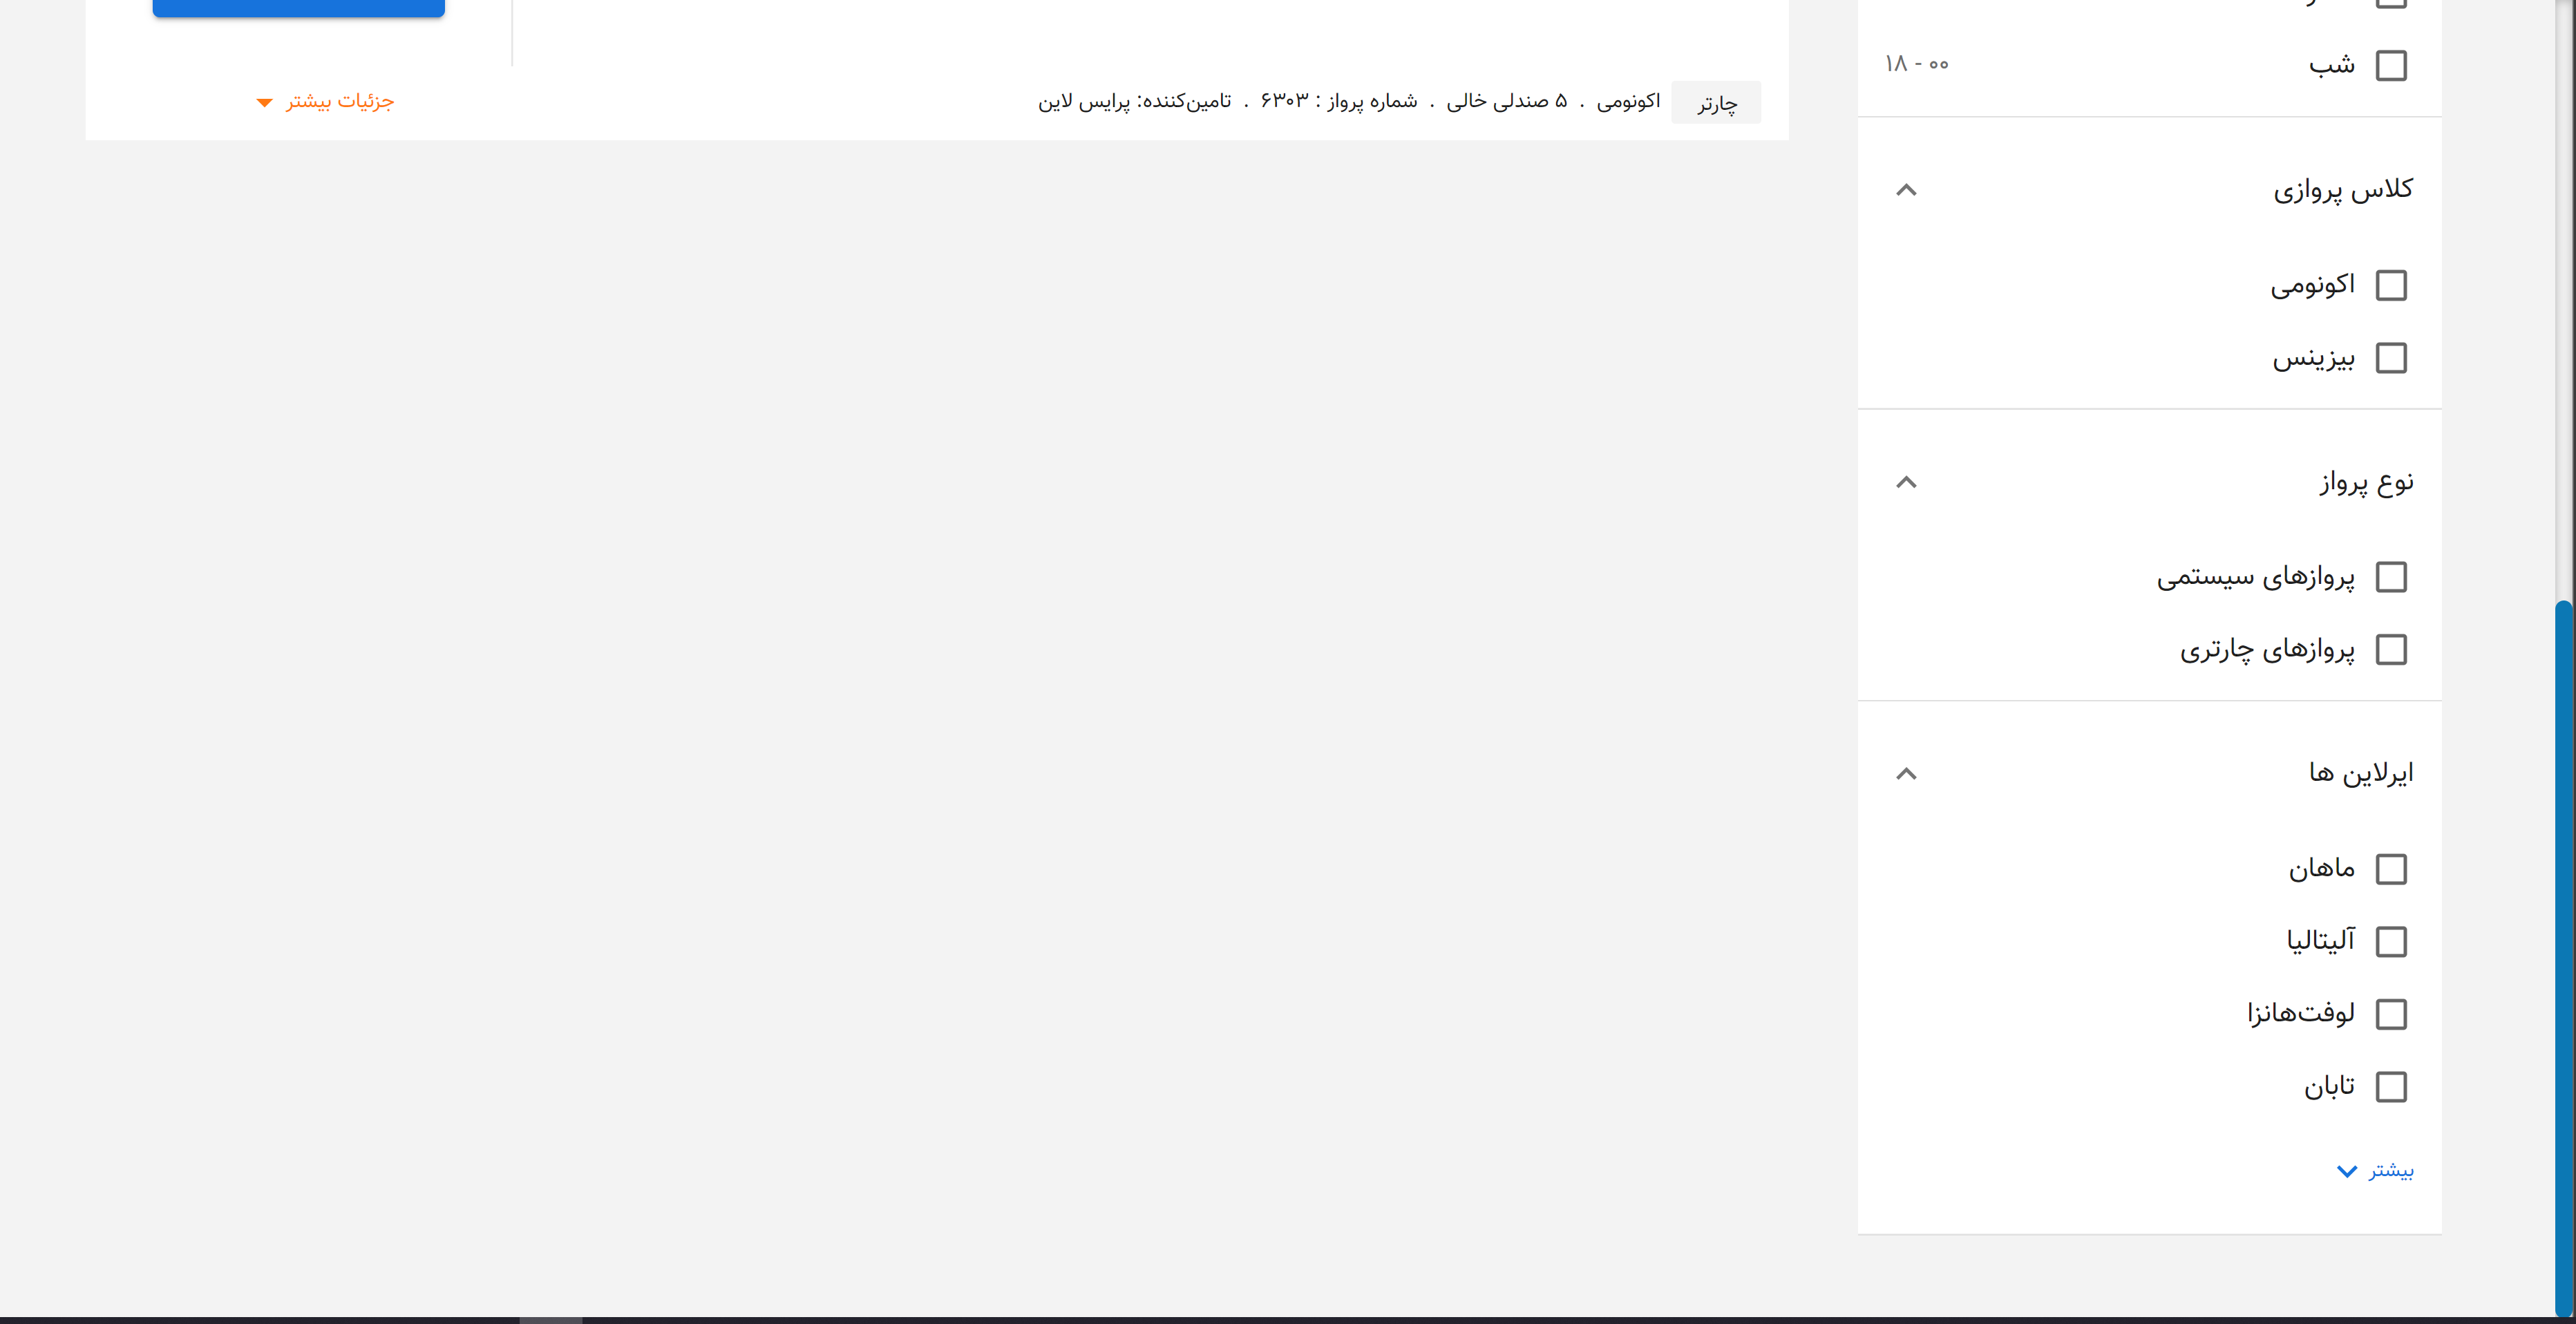 شب
۱۸ - ۰۰
کلاس پروازی
اکونومی
بیزینس
نوع پرواز
پروازهای سیستمی
پروازهای چارتری
ایرلاین ها
ماهان
آلیتالیا
لوفت‌هانزا
تابان
بیشتر
چارتر اکونومی . ۵ صندلی خالی . شماره پرواز : ۶۳۰۳ . تامین‌کننده: پرایس لاین
جزئیات بیشتر